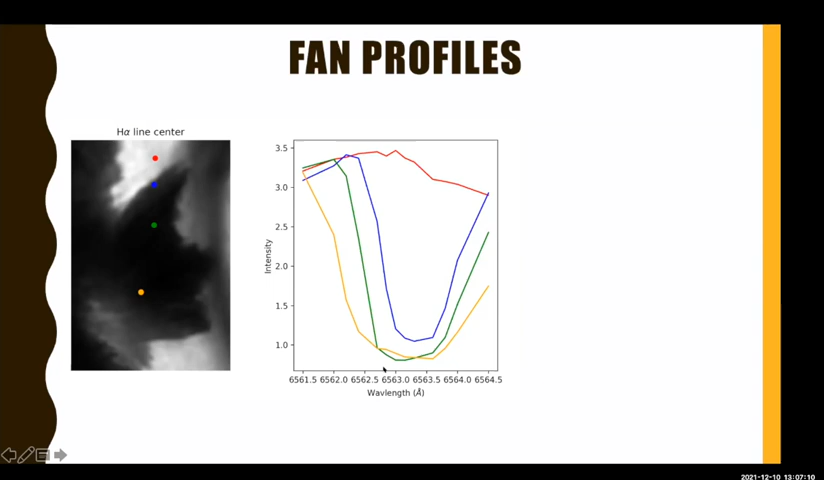 FAN PROFILES
Hα line center
3.5
3.0
2.5
2.0
1.5
1.0
Intensity
6561.5 6562.0 6562.5 6563.0 6563.5 6564.0 6564.5
Wavlength (Å)
2021-12-10 13:07:10